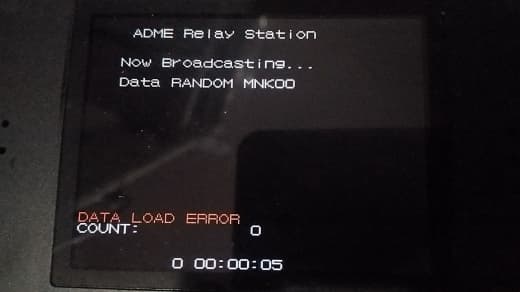 ADME Relay Station
Now Broadcasting...
Data RANDOM MNK00
DATA LOAD ERROR
COUNT: 0
0 00:00:05